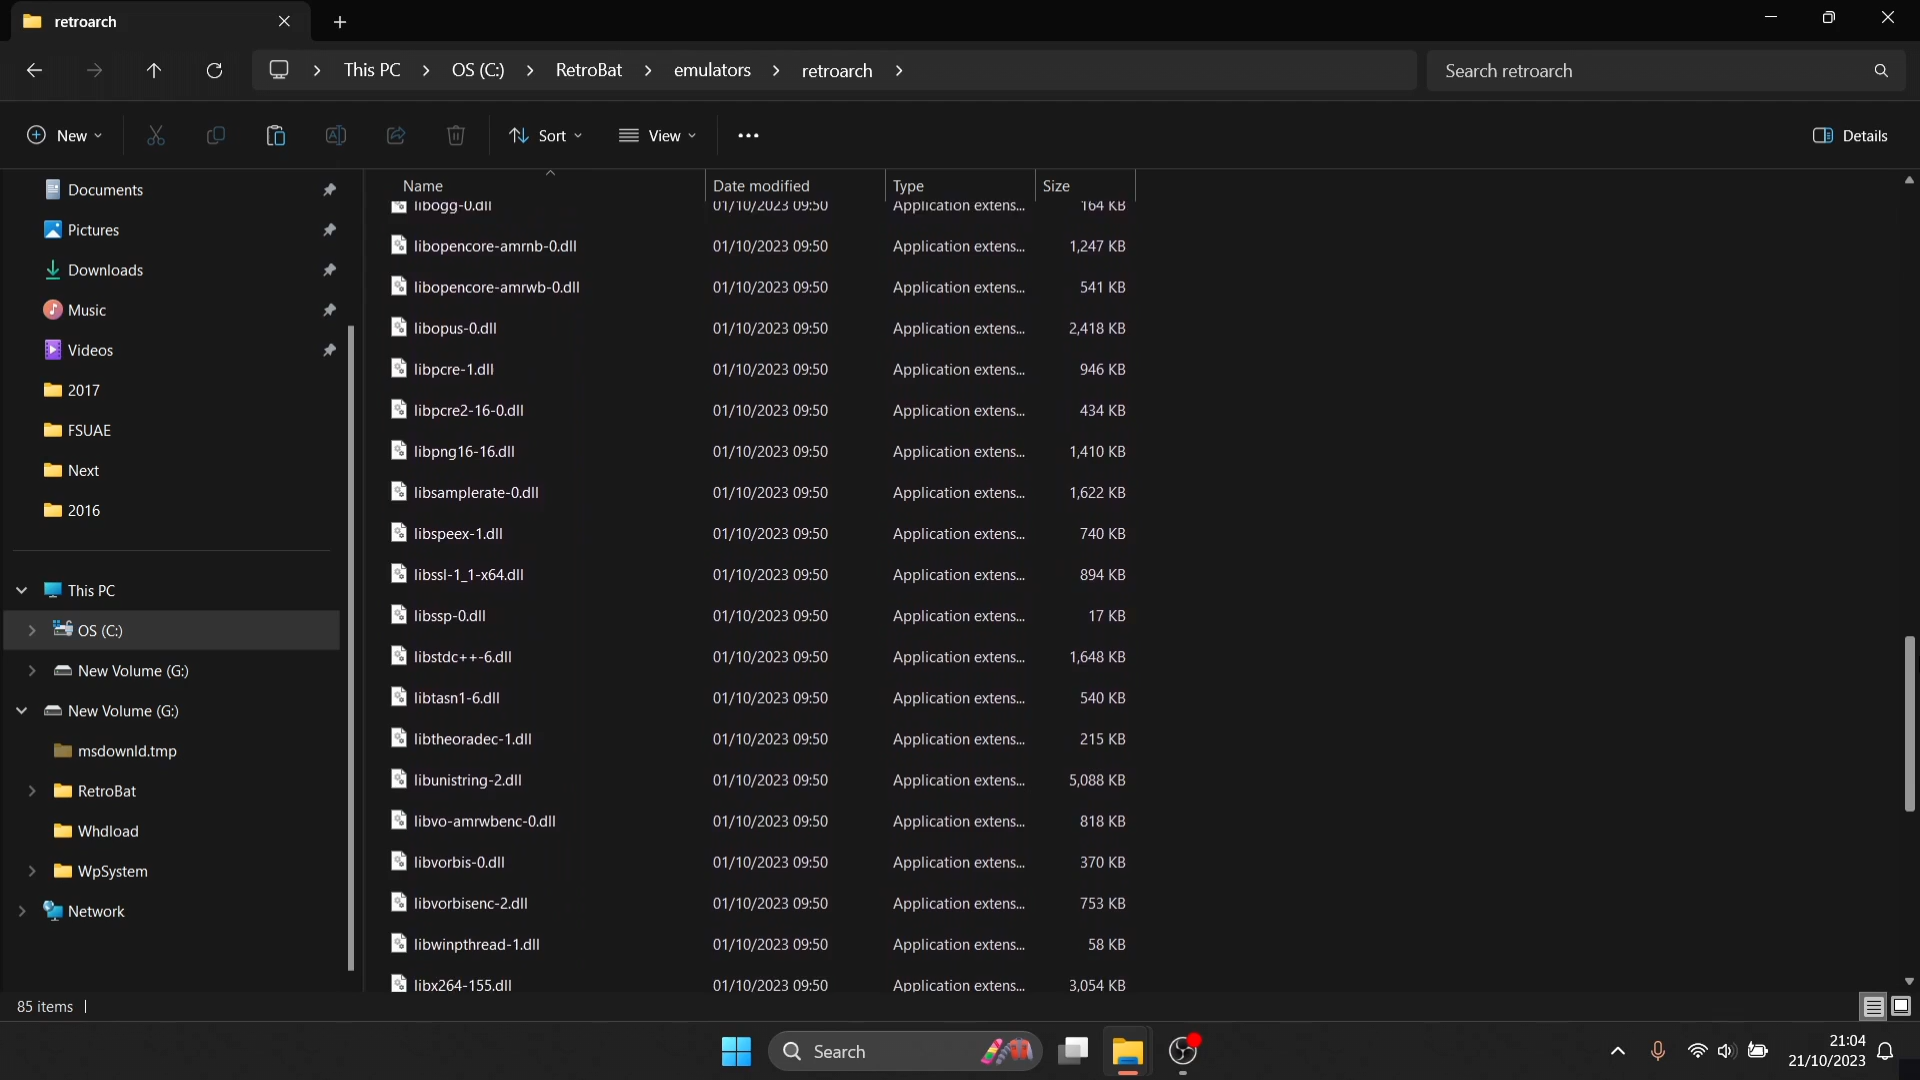 retroarch
This PC > OS (C:) > RetroBat > emulators > retroarch >
Search retroarch
New
Sort
View
Details
Documents
Pictures
Downloads
Music
Videos
2017
FSUAE
Next
2016
This PC
OS (C:)
New Volume (G:)
New Volume (G:)
msdownld.tmp
RetroBat
Whdload
WpSystem
Network
Name Date modified Type Size
libogg-0.dll 01/10/2023 09:50 Application extens... 164 KB
libopencore-amrnb-0.dll 01/10/2023 09:50 Application extens... 1,247 KB
libopencore-amrwb-0.dll 01/10/2023 09:50 Application extens... 541 KB
libopus-0.dll 01/10/2023 09:50 Application extens... 2,418 KB
libpcre-1.dll 01/10/2023 09:50 Application extens... 946 KB
libpcre2-16-0.dll 01/10/2023 09:50 Application extens... 434 KB
libpng16-16.dll 01/10/2023 09:50 Application extens... 1,410 KB
libsamplerate-0.dll 01/10/2023 09:50 Application extens... 1,622 KB
libspeex-1.dll 01/10/2023 09:50 Application extens... 740 KB
libssl-1_1-x64.dll 01/10/2023 09:50 Application extens... 894 KB
libssp-0.dll 01/10/2023 09:50 Application extens... 17 KB
libstdc++-6.dll 01/10/2023 09:50 Application extens... 1,648 KB
libtasn1-6.dll 01/10/2023 09:50 Application extens... 540 KB
libtheoradec-1.dll 01/10/2023 09:50 Application extens... 215 KB
libunistring-2.dll 01/10/2023 09:50 Application extens... 5,088 KB
libvo-amrwbenc-0.dll 01/10/2023 09:50 Application extens... 818 KB
libvorbis-0.dll 01/10/2023 09:50 Application extens... 370 KB
libvorbisenc-2.dll 01/10/2023 09:50 Application extens... 753 KB
libwinpthread-1.dll 01/10/2023 09:50 Application extens... 58 KB
libx264-155.dll 01/10/2023 09:50 Application extens... 3,054 KB
85 items
Search
21:04
21/10/2023